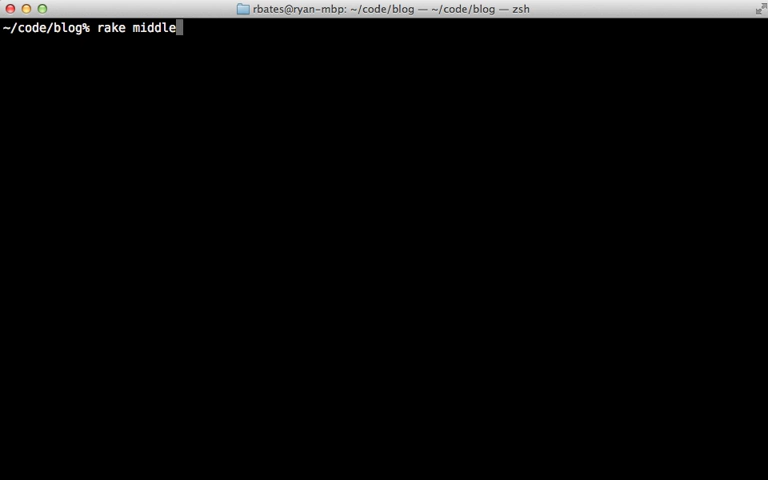 rbates@ryan-mbp: ~/code/blog — ~/code/blog — zsh
~/code/blog% rake middle